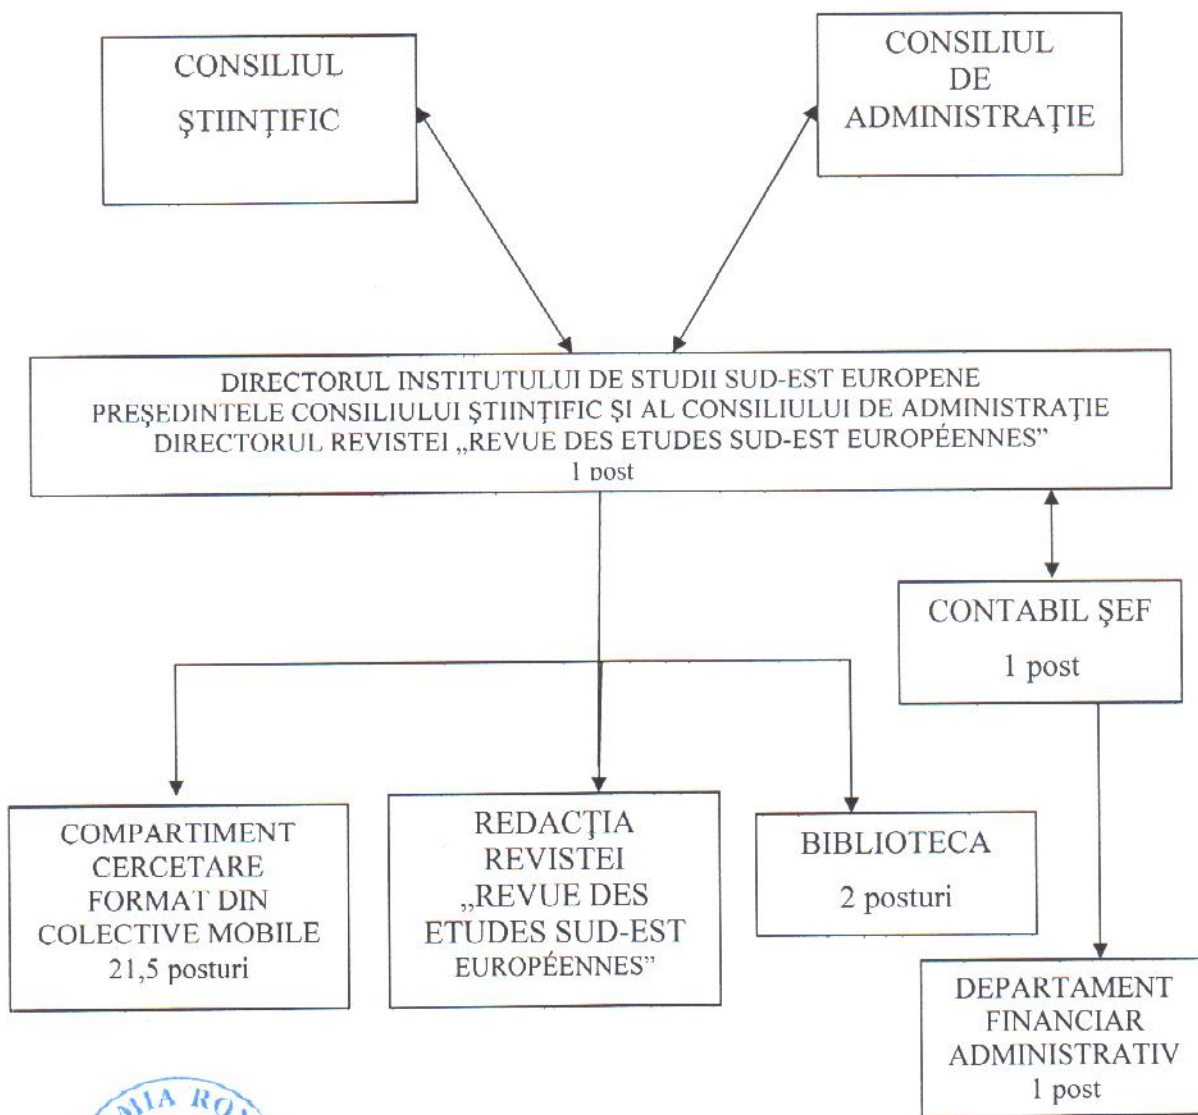 CONSILIUL
ŞTIINŢIFIC
CONSILIUL
DE
ADMINISTRAŢIE
DIRECTORUL INSTITUTULUI DE STUDII SUD-EST EUROPENE
PREŞEDINTELE CONSILIULUI ŞTIINŢIFIC ŞI AL CONSILIULUI DE ADMINISTRAŢIE
DIRECTORUL REVISTEI „REVUE DES ETUDES SUD-EST EUROPÉENNES”
1 post
CONTABIL ŞEF
1 post
COMPARTIMENT
CERCETARE
FORMAT DIN
COLECTIVE MOBILE
21,5 posturi
REDACŢIA
REVISTEI
„REVUE DES
ETUDES SUD-EST
EUROPÉENNES”
BIBLIOTECA
2 posturi
DEPARTAMENT
FINANCIAR
ADMINISTRATIV
1 post